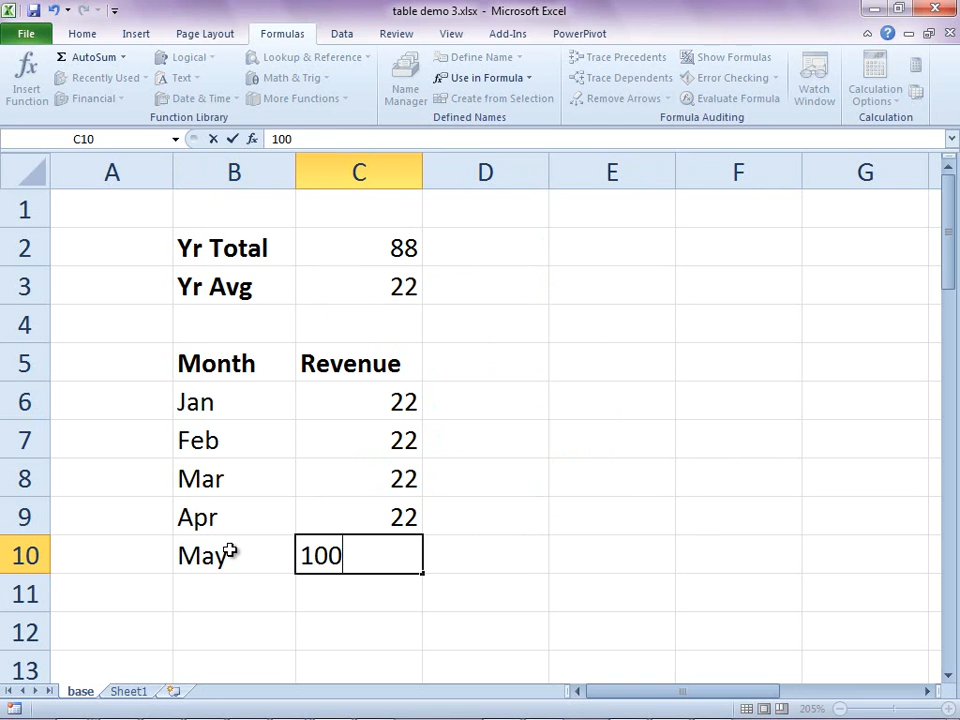 table demo 3.xlsx - Microsoft Excel
File Home Insert Page Layout Formulas Data Review View Add-Ins PowerPivot
fx Insert Function
Σ AutoSum
Recently Used
Financial
Logical
Text
Date & Time
Lookup & Reference
Math & Trig
More Functions
Function Library
Name Manager
Define Name
Use in Formula
Create from Selection
Defined Names
Trace Precedents
Trace Dependents
Remove Arrows
Show Formulas
Error Checking
Evaluate Formula
Formula Auditing
Watch Window
Calculation Options
Calculation
C10 fx 100
A B C D E F G
1
2 Yr Total 88
3 Yr Avg 22
4
5 Month Revenue
6 Jan 22
7 Feb 22
8 Mar 22
9 Apr 22
10 May 100
11
12
13
base Sheet1
205%